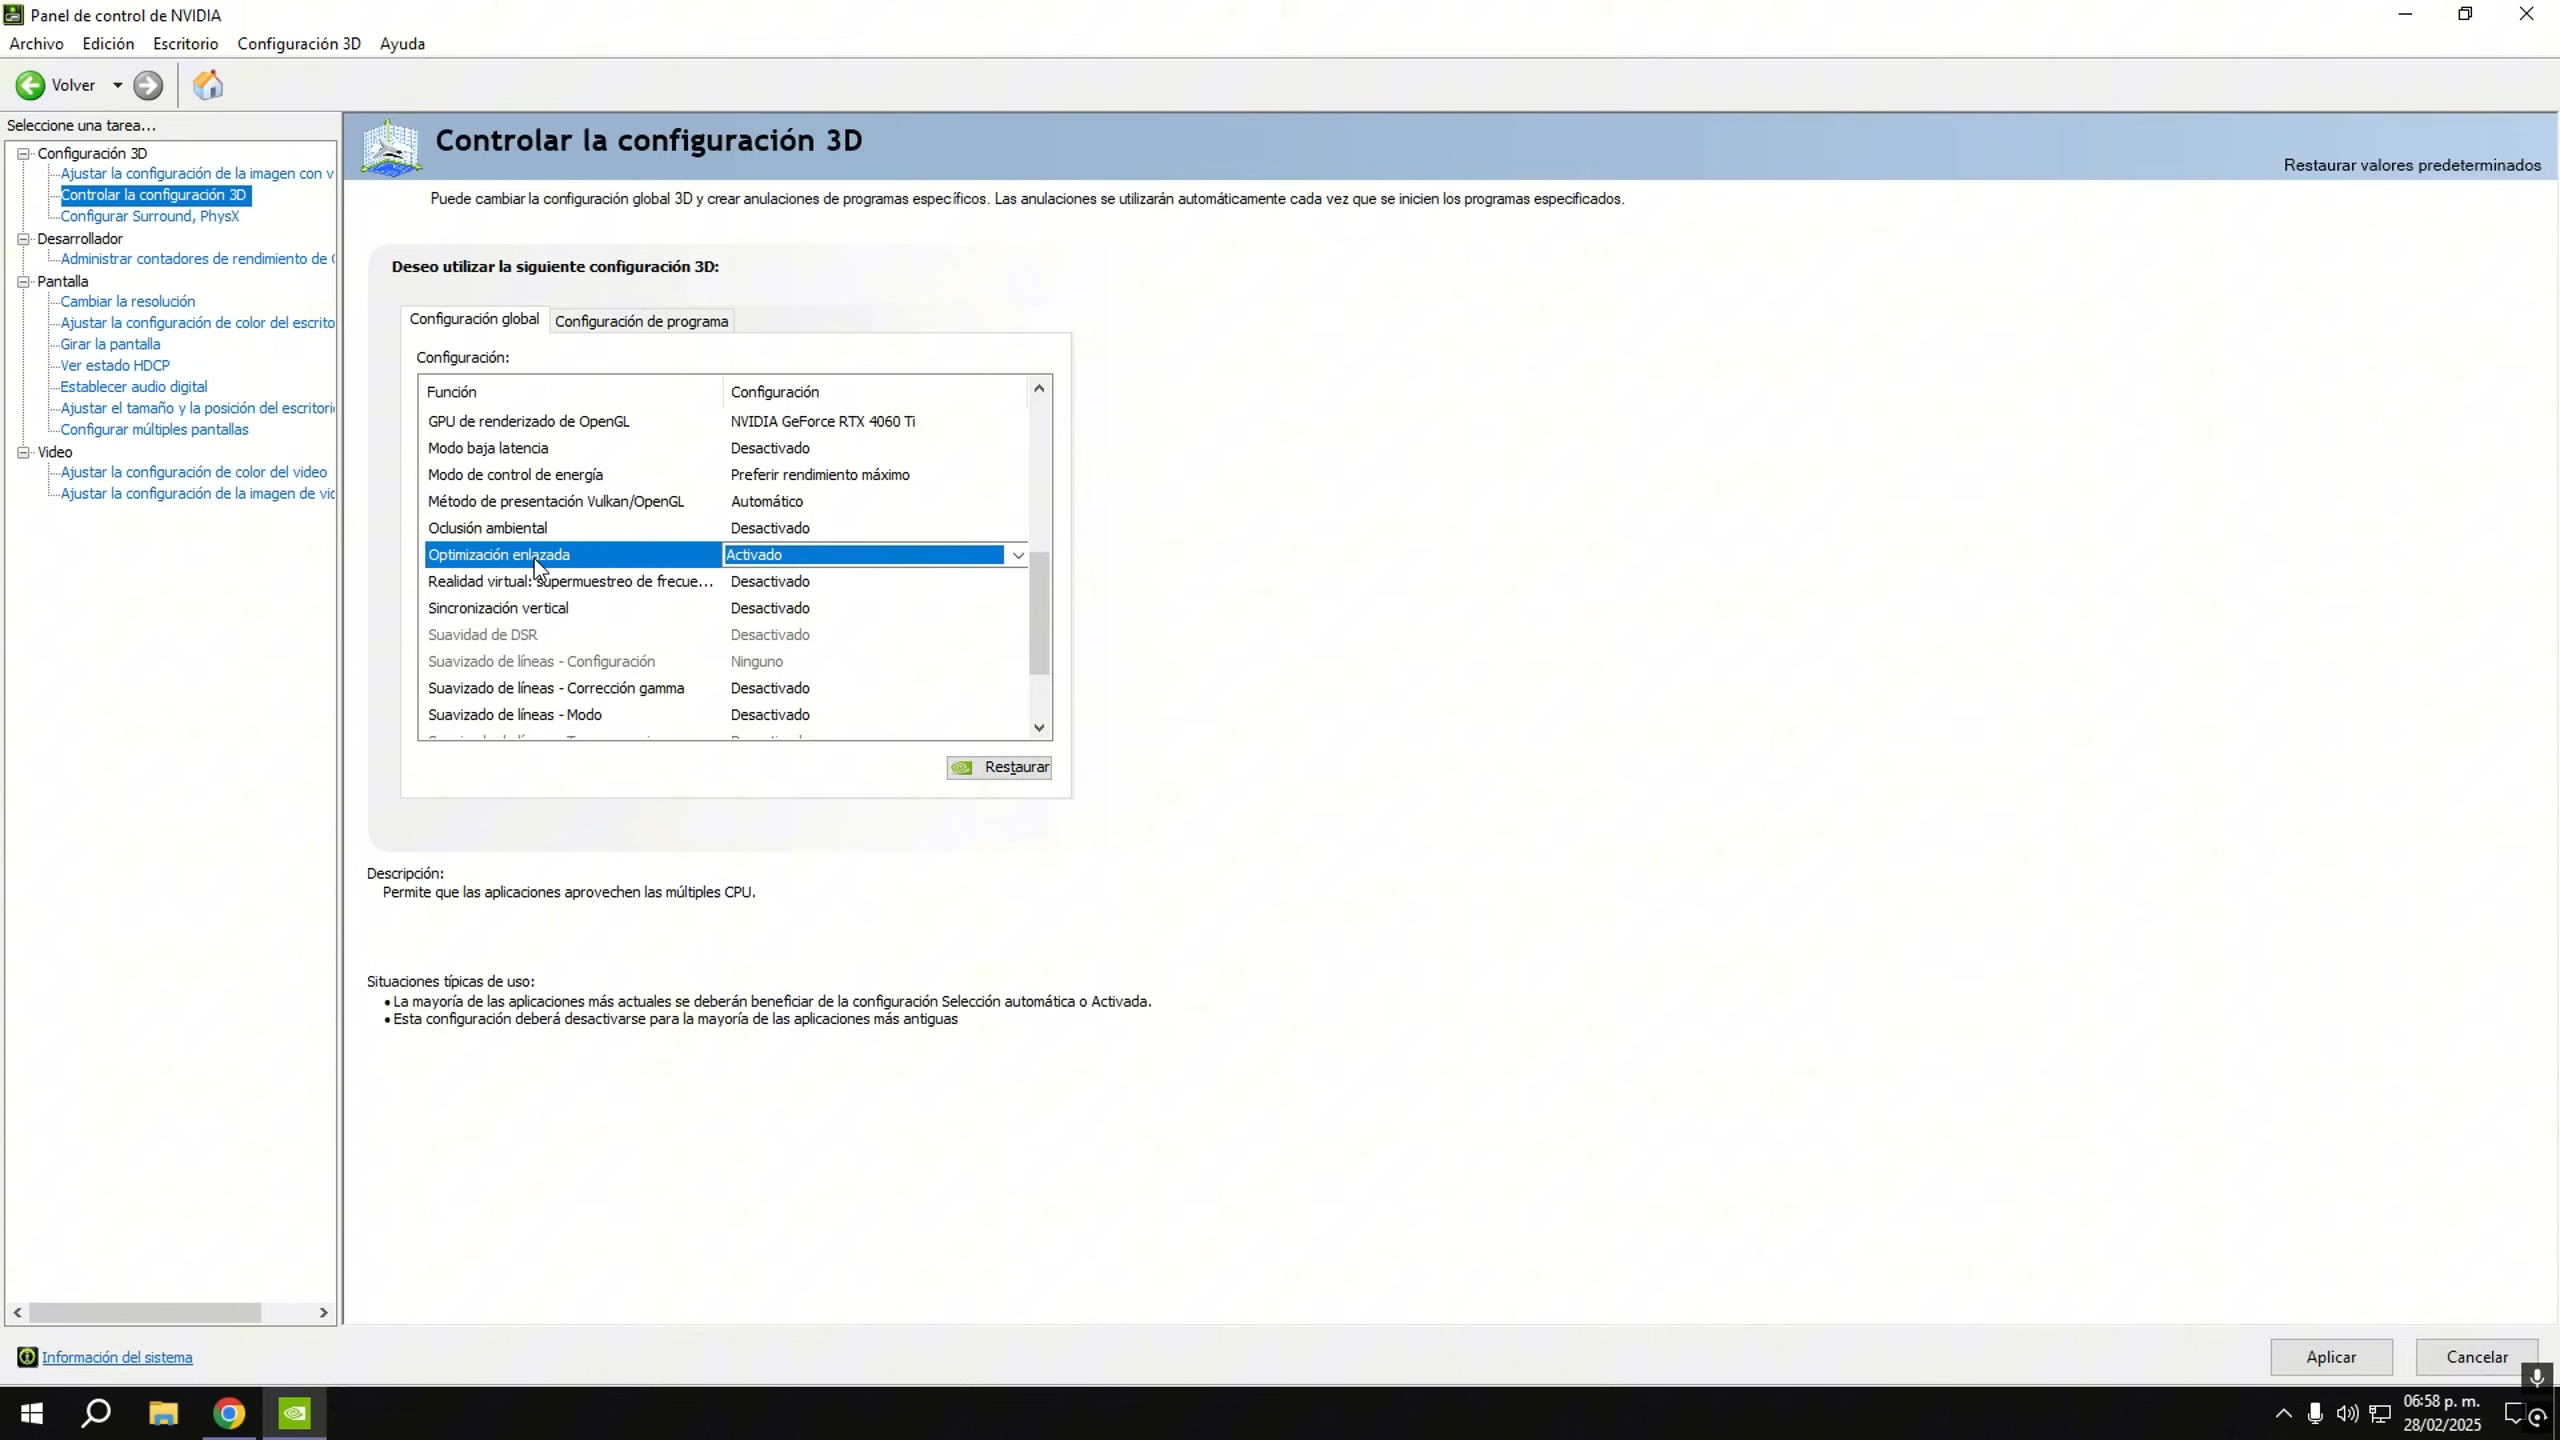 Panel de control de NVIDIA
Archivo Edición Escritorio Configuración 3D Ayuda
Volver
Seleccione una tarea...
Configuración 3D
Ajustar la configuración de la imagen con v
Controlar la configuración 3D
Configurar Surround, PhysX
Desarrollador
Administrar contadores de rendimiento de
Pantalla
Cambiar la resolución
Ajustar la configuración de color del escrito
Girar la pantalla
Ver estado HDCP
Establecer audio digital
Ajustar el tamaño y la posición del escritori
Configurar múltiples pantallas
Video
Ajustar la configuración de color del video
Ajustar la configuración de la imagen de vic
Controlar la configuración 3D
Restaurar valores predeterminados
Puede cambiar la configuración global 3D y crear anulaciones de programas específicos. Las anulaciones se utilizarán automáticamente cada vez que se inicien los programas especificados.
Deseo utilizar la siguiente configuración 3D:
Configuración global Configuración de programa
Configuración:
Función Configuración
GPU de renderizado de OpenGL NVIDIA GeForce RTX 4060 Ti
Modo baja latencia Desactivado
Modo de control de energía Preferir rendimiento máximo
Método de presentación Vulkan/OpenGL Automático
Oclusión ambiental Desactivado
Optimización enlazada Activado
Realidad virtual: supermuestreo de frecue... Desactivado
Sincronización vertical Desactivado
Suavidad de DSR Desactivado
Suavizado de líneas - Configuración Ninguno
Suavizado de líneas - Corrección gamma Desactivado
Suavizado de líneas - Modo Desactivado
Restaurar
Descripción:
Permite que las aplicaciones aprovechen las múltiples CPU.
Situaciones típicas de uso:
• La mayoría de las aplicaciones más actuales se deberán beneficiar de la configuración Selección automática o Activada.
• Esta configuración deberá desactivarse para la mayoría de las aplicaciones más antiguas
Información del sistema
Aplicar Cancelar
06:58 p. m.
28/02/2025